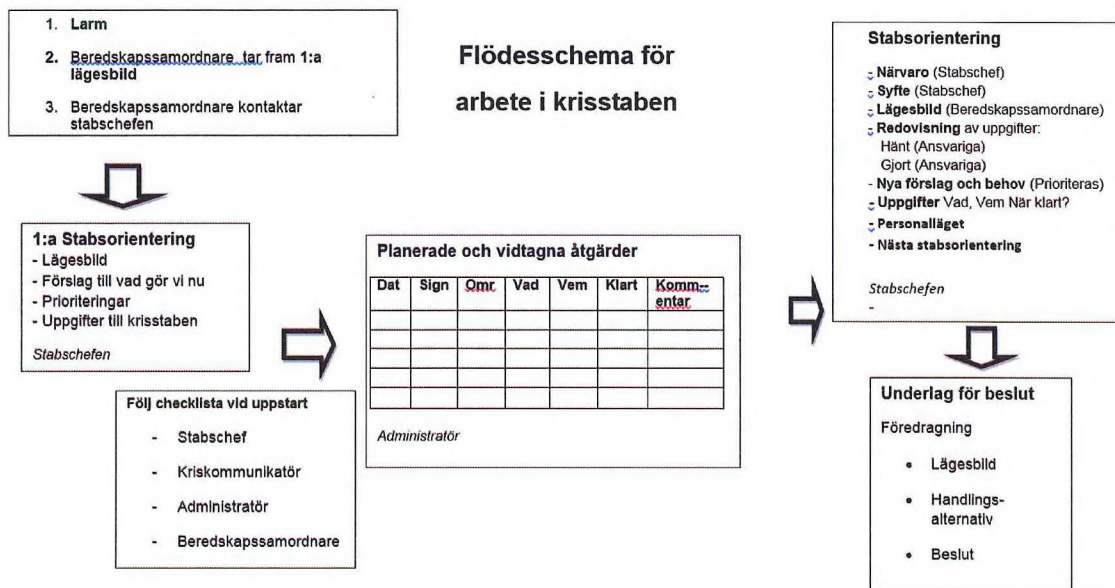 1. Larm
2. Beredskapssamordnare tar fram 1:a
lägesbild
3. Beredskapssamordnare kontaktar
stabschefen
Flödesschema för
arbete i krisstaben
1:a Stabsorientering
- Lägesbild
- Förslag till vad gör vi nu
- Prioriteringar
- Uppgifter till krisstaben
Stabschefen
Följ checklista vid uppstart
- Stabschef
- Kriskommunikatör
- Administratör
- Beredskapssamordnare
Planerade och vidtagna åtgärder
Dat Sign Omr Vad Vem Klart Komm--
entar
Administratör
Stabsorientering
- Närvaro (Stabschef)
- Syfte (Stabschef)
- Lägesbild (Beredskapssamordnare)
- Redovisning av uppgifter:
Hänt (Ansvariga)
Gjort (Ansvariga)
- Nya förslag och behov (Prioriteras)
- Uppgifter Vad, Vem När klart?
- Personalläget
- Nästa stabsorientering
Stabschefen
-
Underlag för beslut
Föredragning
• Lägesbild
• Handlings-
alternativ
• Beslut